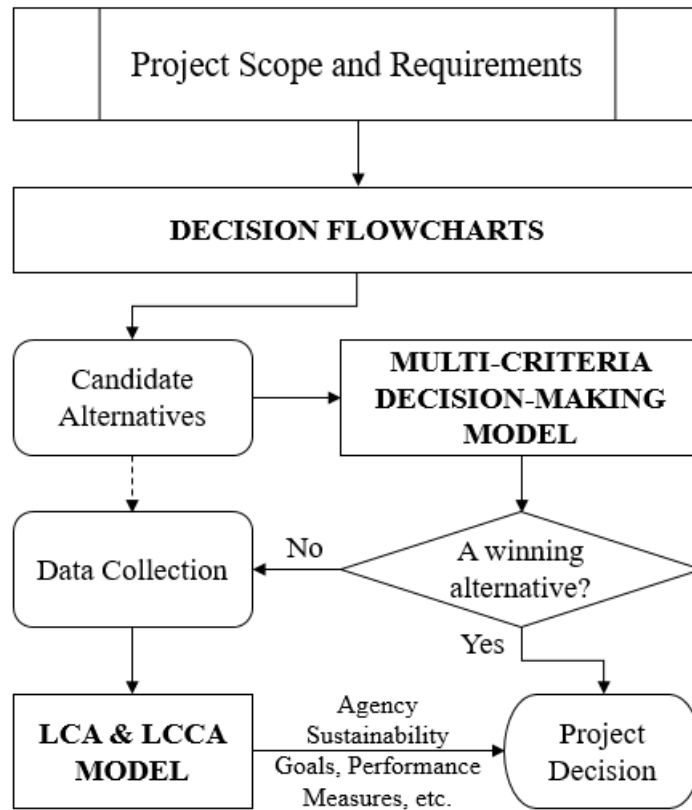 Project Scope and Requirements
DECISION FLOWCHARTS
Candidate
Alternatives
MULTI-CRITERIA
DECISION-MAKING
MODEL
Data Collection
No
A winning
alternative?
Yes
LCA & LCCA
MODEL
Agency
Sustainability
Goals, Performance
Measures, etc.
Project
Decision